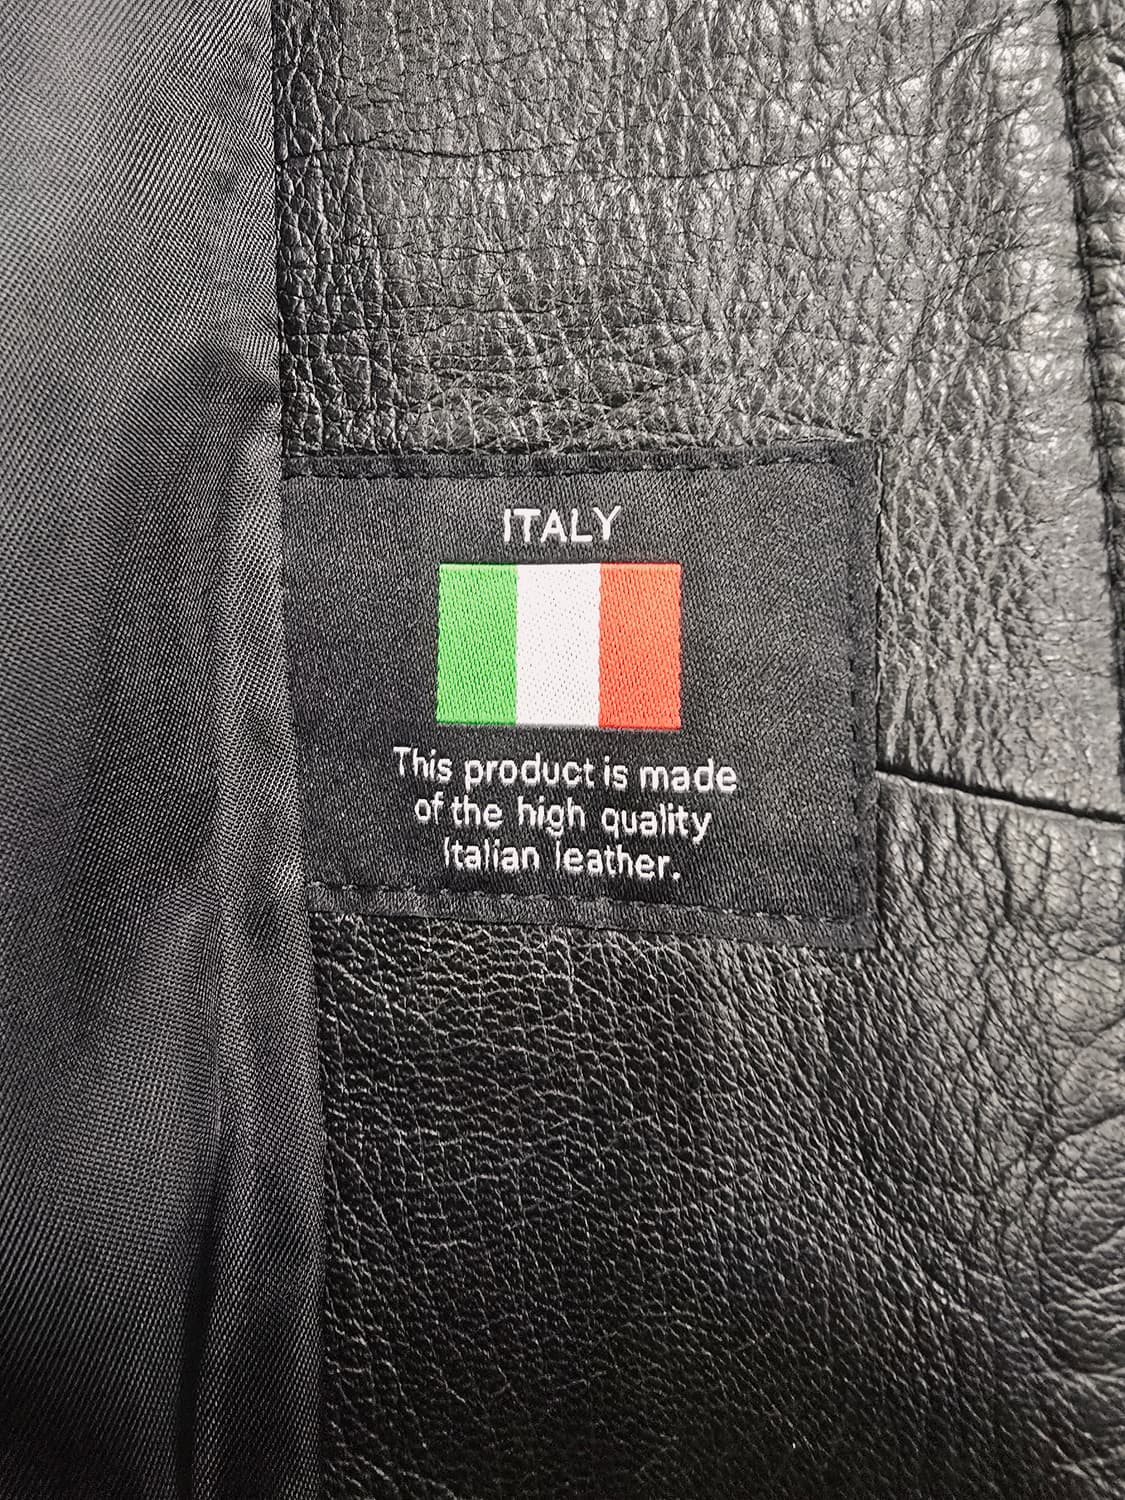 ITALY
This product is made
of the high quality
Italian leather.